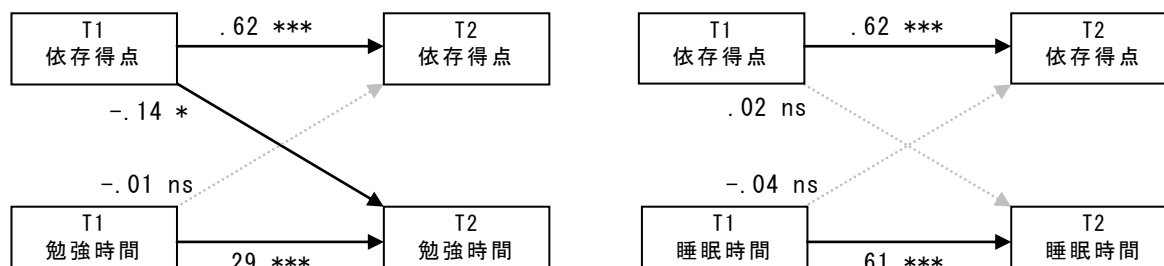 T1
依存得点
.62 ***
T2
依存得点
-.14 *
-.01 ns
T1
勉強時間
.29 ***
T2
勉強時間
T1
依存得点
.62 ***
T2
依存得点
.02 ns
-.04 ns
T1
睡眠時間
.61 ***
T2
睡眠時間